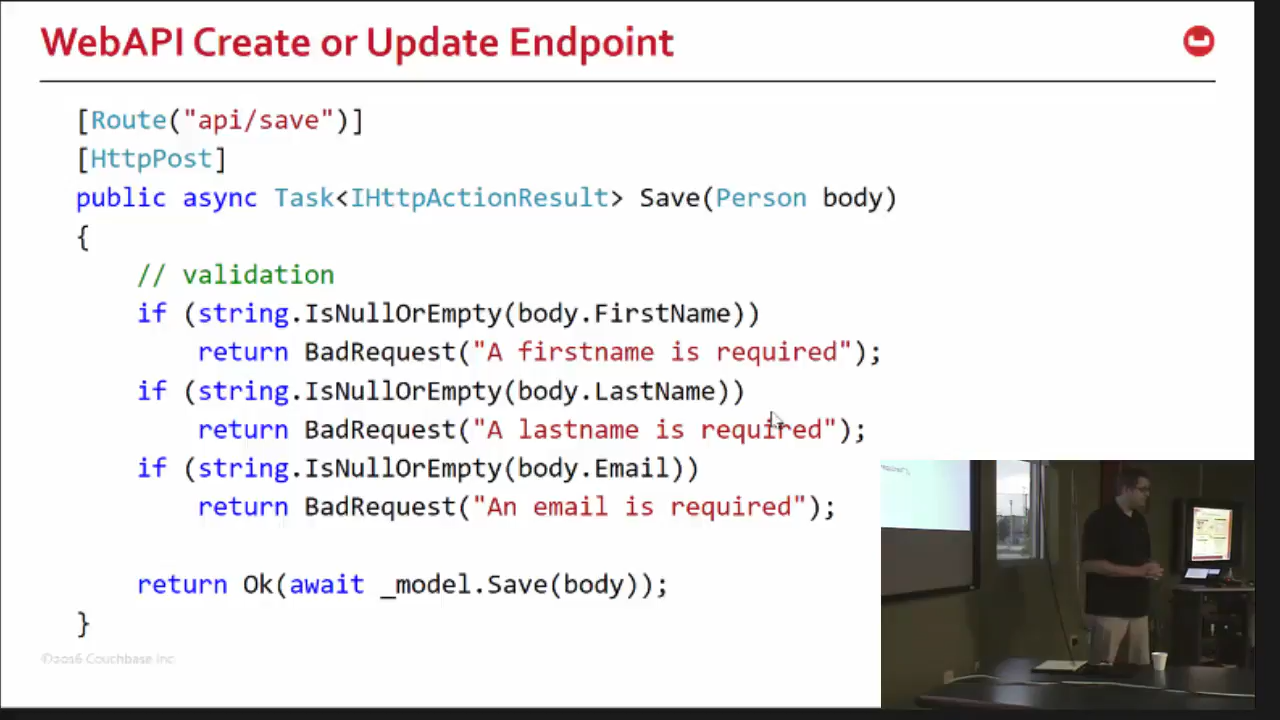 WebAPI Create or Update Endpoint
[Route("api/save")]
[HttpPost]
public async Task<IHttpActionResult> Save(Person body)
{
// validation
if (string.IsNullOrEmpty(body.FirstName))
return BadRequest("A firstname is required");
if (string.IsNullOrEmpty(body.LastName))
return BadRequest("A lastname is required");
if (string.IsNullOrEmpty(body.Email))
return BadRequest("An email is required");
return Ok(await _model.Save(body));
}
©2016 Couchbase Inc.